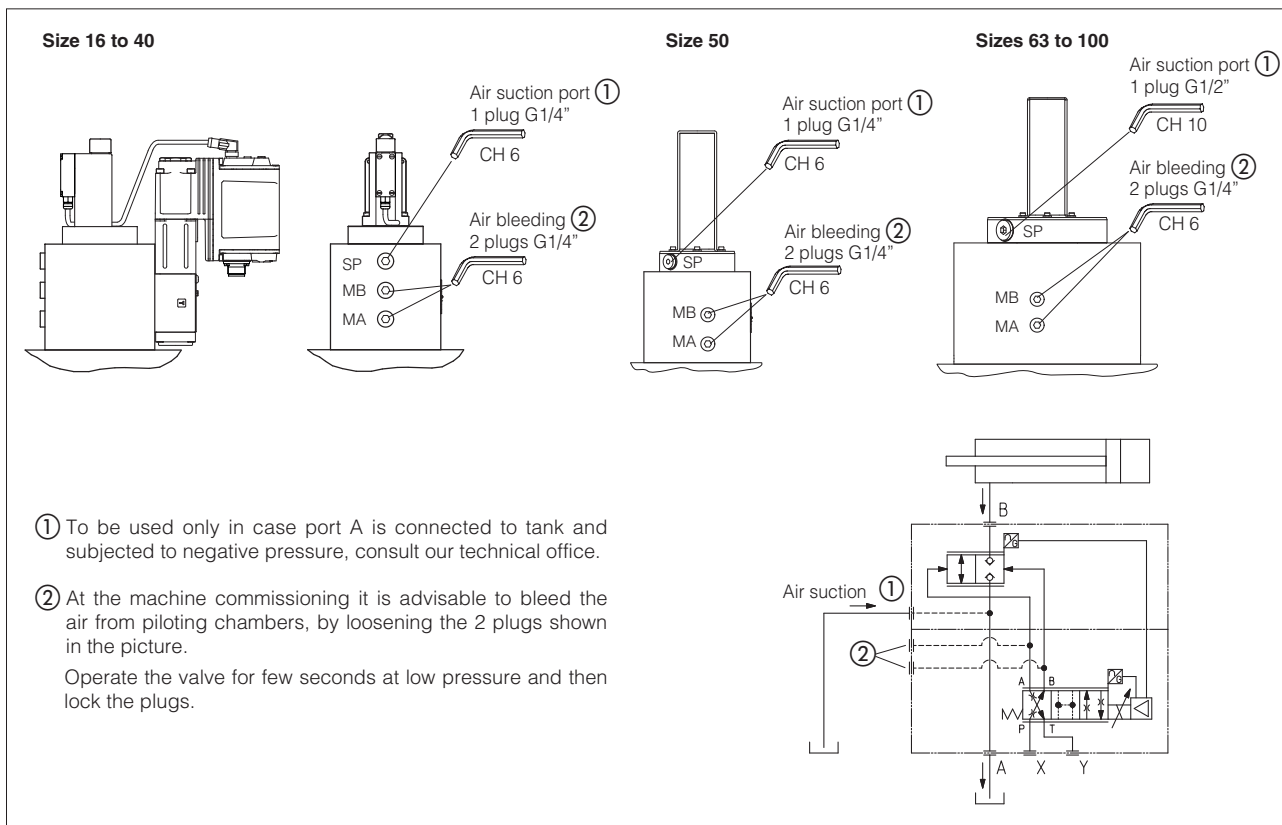 Size 16 to 40
Air suction port ①
1 plug G1/4”
CH 6
Air bleeding ②
2 plugs G1/4”
CH 6
SP
MB
MA
Size 50
Air suction port ①
1 plug G1/4”
CH 6
Air bleeding ②
2 plugs G1/4”
CH 6
SP
MB
MA
Sizes 63 to 100
Air suction port ①
1 plug G1/2”
CH 10
Air bleeding ②
2 plugs G1/4”
CH 6
SP
MB
MA
① To be used only in case port A is connected to tank and
subjected to negative pressure, consult our technical office.
② At the machine commissioning it is advisable to bleed the
air from piloting chambers, by loosening the 2 plugs shown
in the picture.
Operate the valve for few seconds at low pressure and then
lock the plugs.
B
G
Air suction ①
②
A B
G
P T
A X Y